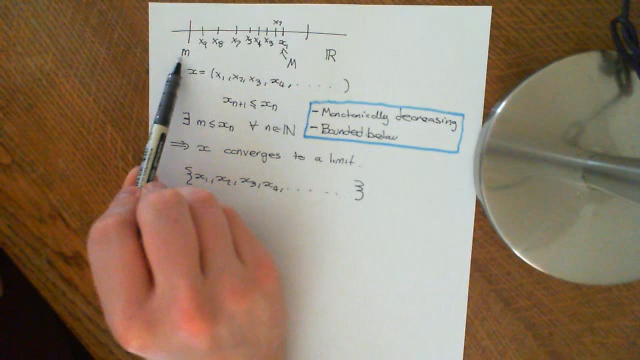 x₂
x₉ x₈ x₇ x₅ x₄ x₃ x₁
m M ℝ
x = (x₁, x₂, x₃, x₄, . . . . . )
xₙ₊₁ ≤ xₙ
- Monotonically decreasing
- Bounded below
∃ m ≤ xₙ ∀ n ∈ ℕ
⟹ x converges to a limit.
{x₁, x₂, x₃, x₄, . . . . . . }